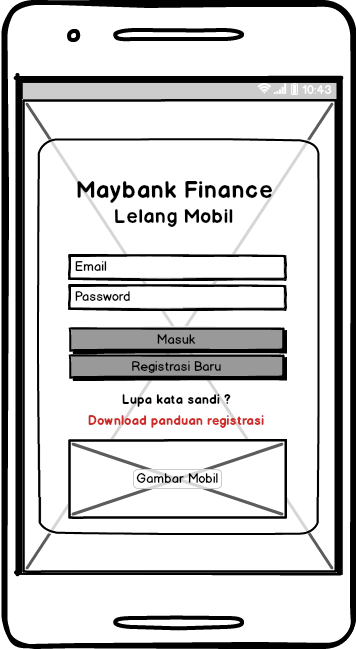 10:43
Maybank Finance
Lelang Mobil
Email
Password
Masuk
Registrasi Baru
Lupa kata sandi ?
Download panduan registrasi
Gambar Mobil